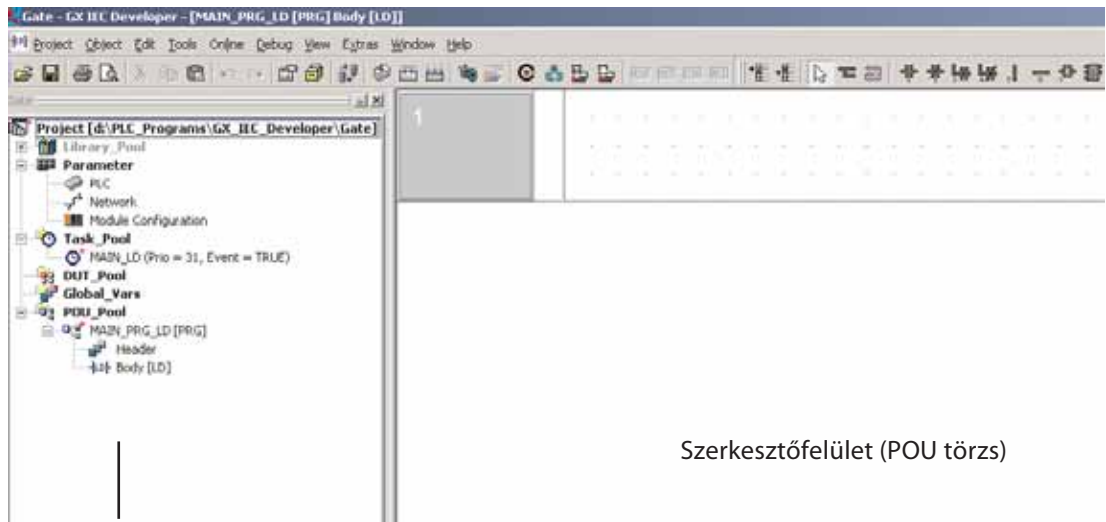 Gate - GX IEC Developer - [MAIN_PRG_LD [PRG] Body [LD]]
Project Object Edit Tools Online Debug View Extras Window Help
Project [d:\PLC_Programs\GX_IEC_Developer\Gate]
Library_Pool
Parameter
PLC
Network
Module Configuration
Task_Pool
MAIN_LD (Prio = 31, Event = TRUE)
DUT_Pool
Global_Vars
POU_Pool
MAIN_PRG_LD [PRG]
Header
Body [LD]
1
Szerkesztőfelület (POU törzs)